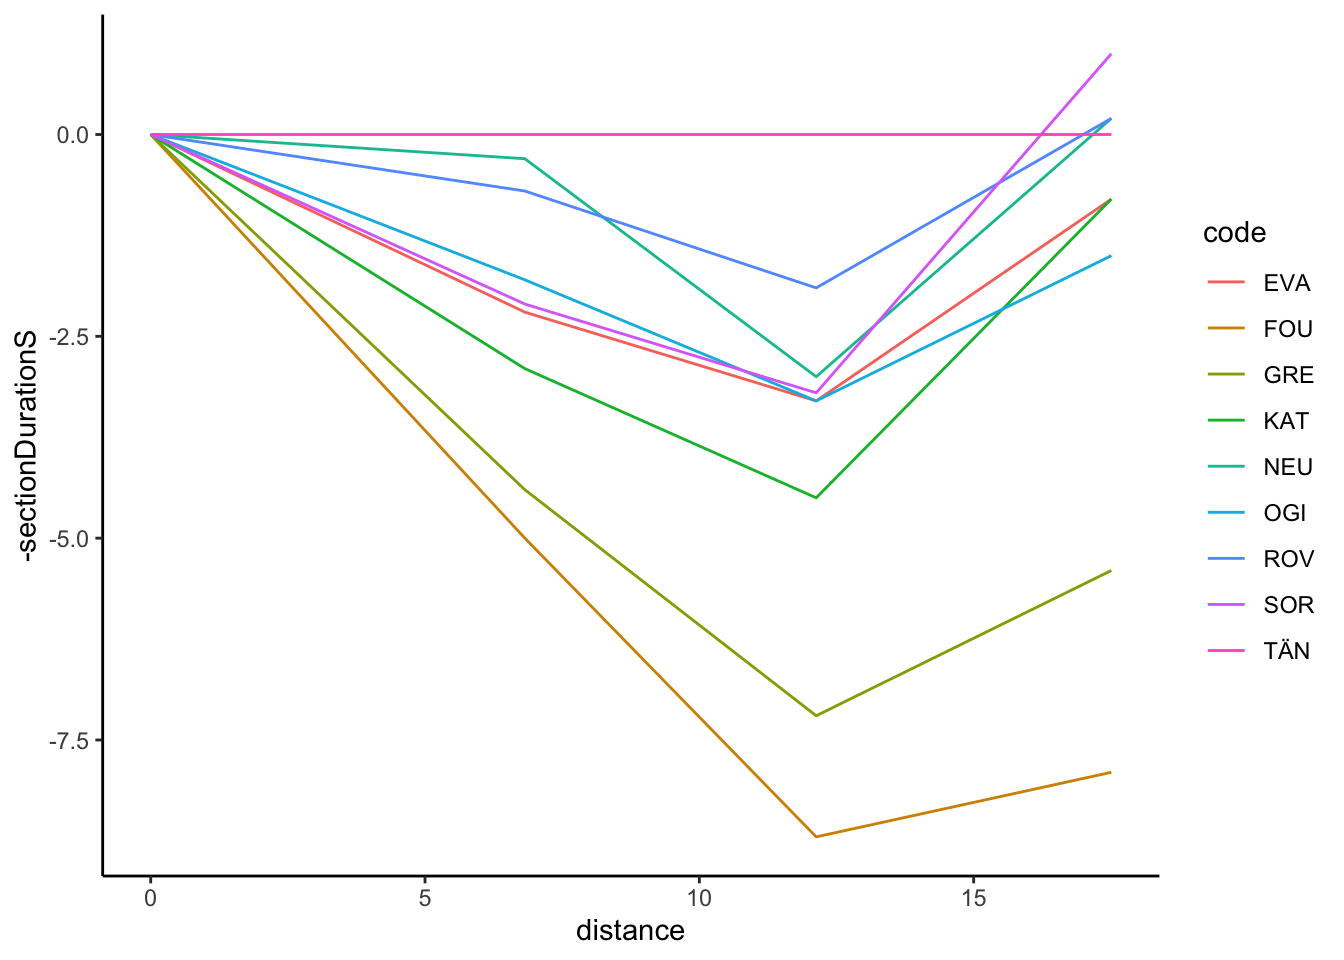 0.0
-2.5
-5.0
-7.5
-sectionDurationS
0 5 10 15
distance
code
EVA
FOU
GRE
KAT
NEU
OGI
ROV
SOR
TÄN